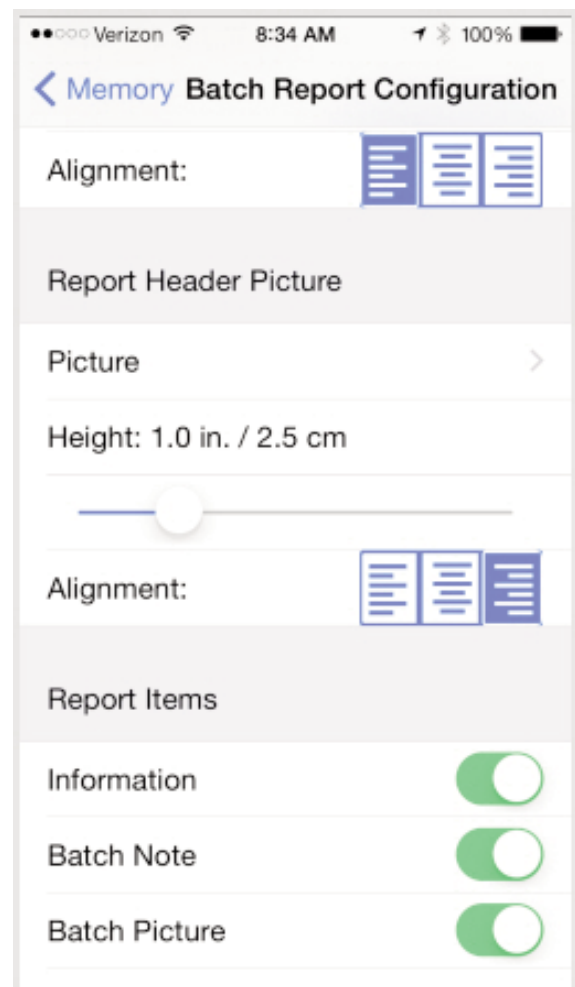 Verizon 8:34 AM 100%
Memory Batch Report Configuration
Alignment:
Report Header Picture
Picture
Height: 1.0 in. / 2.5 cm
Alignment:
Report Items
Information
Batch Note
Batch Picture